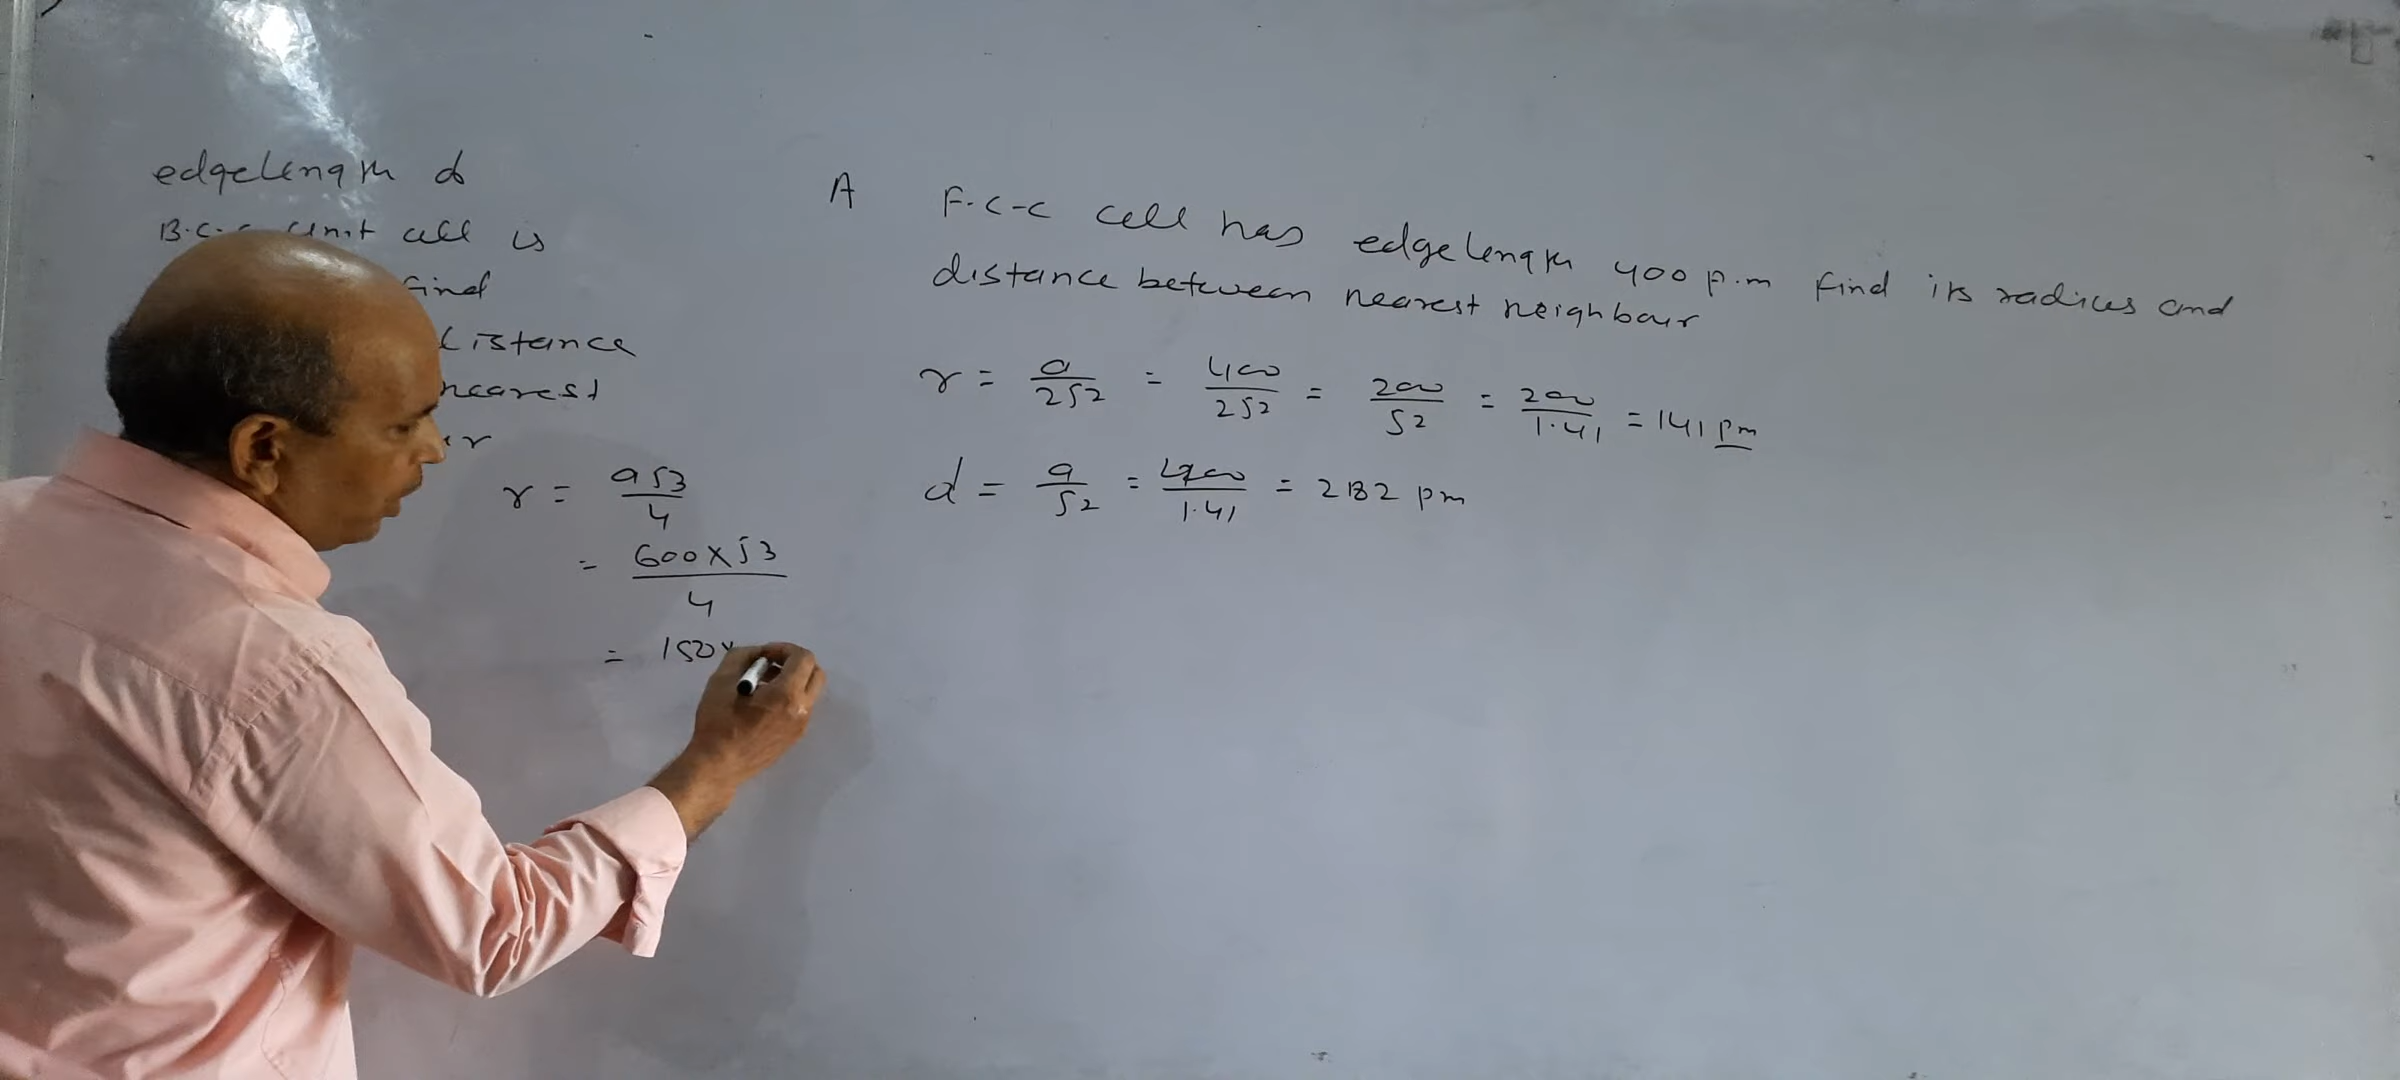 edgelength of
B.C.C unit cell is
find
distance
nearest
r
r = a√3/4
= 600×√3/4
= 150×
A F.C-C cell has edgelength 400 p.m find its radius and
distance between nearest neighbour
r = a/2√2 = 400/2√2 = 200/√2 = 200/1.41 = 141 pm
d = a/√2 = 400/1.41 = 282 pm